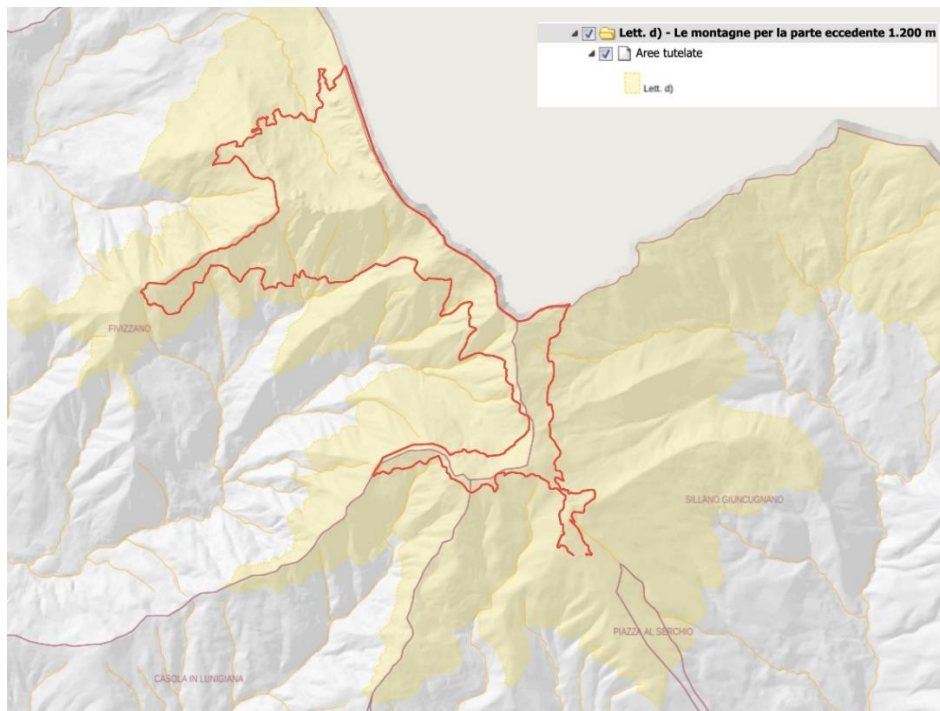 Lett. d) - Le montagne per la parte eccedente 1.200 m
Aree tutelate
Lett. d)
FIVIZZANO
SILLANO GIUNCUGNANO
PIAZZA AL SERCHIO
CASOLA IN LUNIGIANA